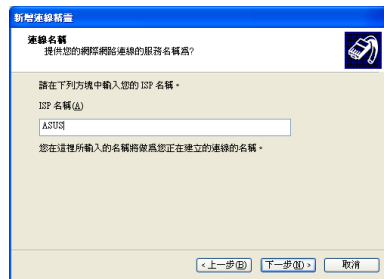 新增連線精靈
連線名稱
提供您的網際網路連線的服務名稱為?
請在下列方塊中輸入您的 ISP 名稱。
ISP 名稱(A)
ASUS
您在這裡所輸入的名稱將做為您正在建立的連線的名稱。
<上一步(B) 下一步(N)> 取消